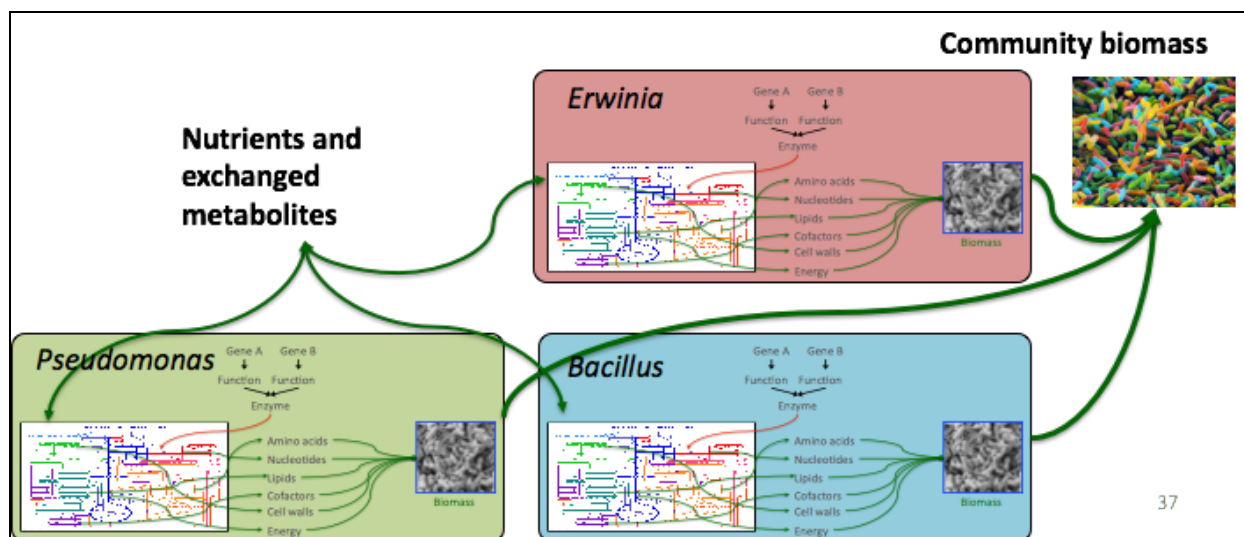 Community biomass
Nutrients and
exchanged
metabolites
Erwinia
Gene A Gene B
Function Function
Enzyme
Amino acids
Nucleotides
Lipids
Cofactors
Cell walls
Energy
Biomass
Pseudomonas
Gene A Gene B
Function Function
Enzyme
Amino acids
Nucleotides
Lipids
Cofactors
Cell walls
Energy
Biomass
Bacillus
Gene A Gene B
Function Function
Enzyme
Amino acids
Nucleotides
Lipids
Cofactors
Cell walls
Energy
Biomass
37